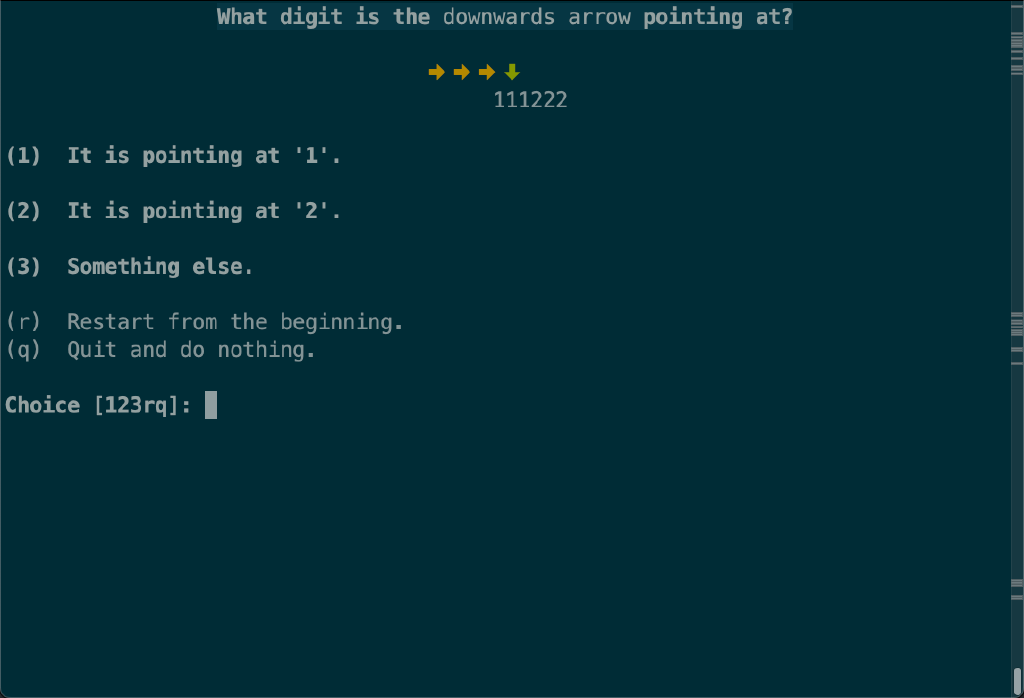 What digit is the downwards arrow pointing at?
🡆 🡆 🡆 🡇
111222
(1)  It is pointing at '1'.
(2)  It is pointing at '2'.
(3)  Something else.
(r)  Restart from the beginning.
(q)  Quit and do nothing.
Choice [123rq]: